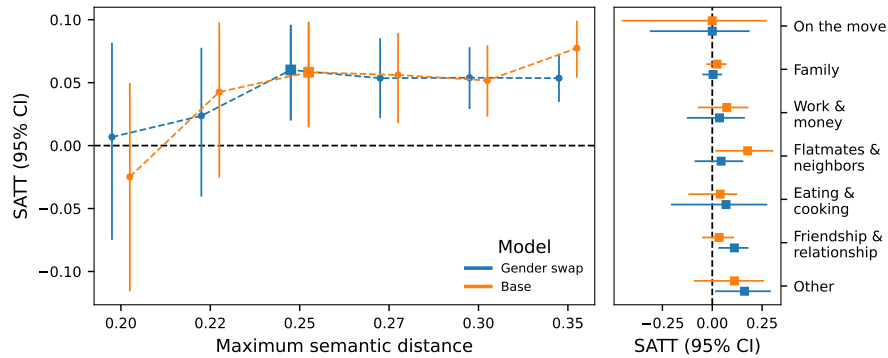 0.10
0.05
0.00
−0.05
−0.10
SATT (95% CI)
0.20
0.22
0.25
0.27
0.30
0.35
Maximum semantic distance
Model
Gender swap
Base
On the move
Family
Work &
money
Flatmates &
neighbors
Eating &
cooking
Friendship &
relationship
Other
−0.25
0.00
0.25
SATT (95% CI)